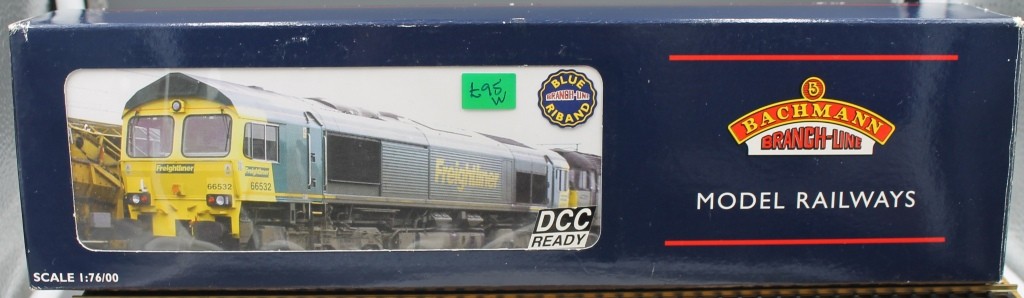 £95
W
BLUE
BRANCH-LINE
RIBAND
Freightliner
66532
66532
Freightliner
DCC
READY
BACHMANN
BRANCH-LINE
MODEL RAILWAYS
SCALE 1:76/00